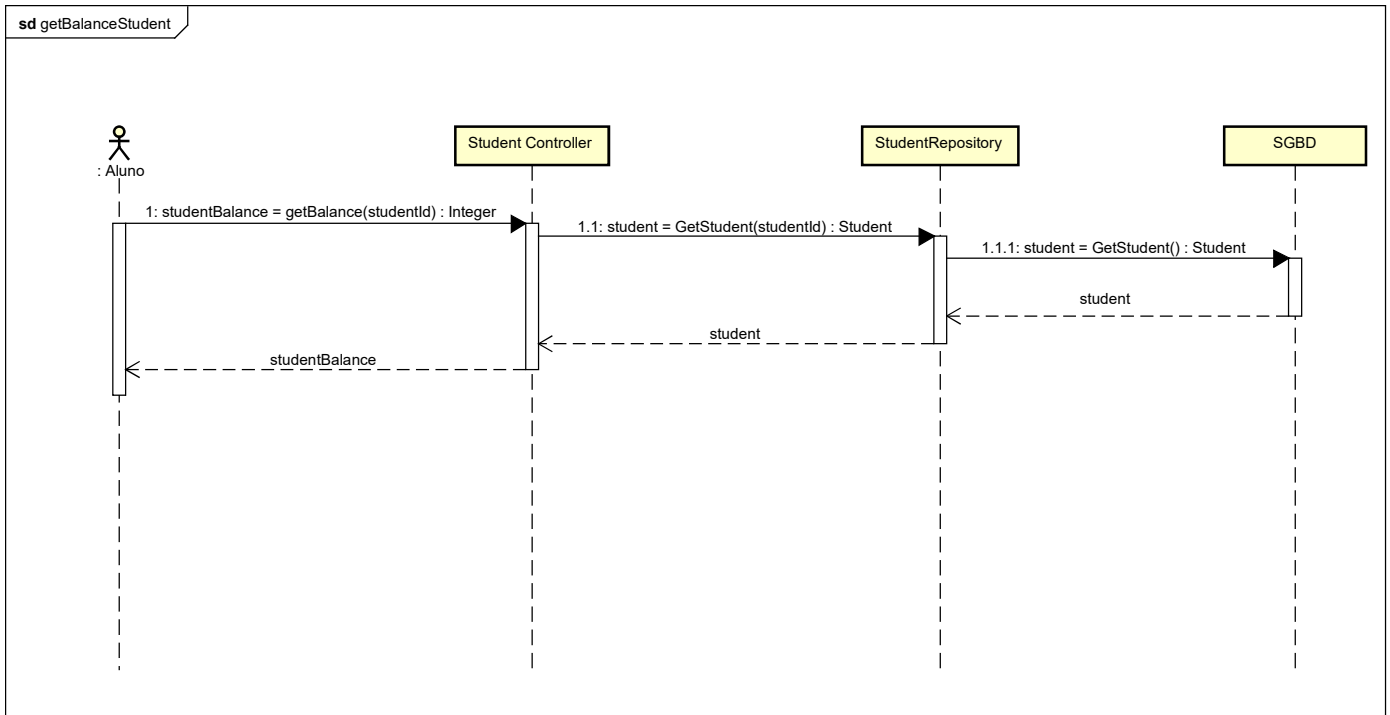 sd getBalanceStudent
: Aluno
Student Controller
StudentRepository
SGBD
1: studentBalance = getBalance(studentId) : Integer
1.1: student = GetStudent(studentId) : Student
1.1.1: student = GetStudent() : Student
student
student
studentBalance